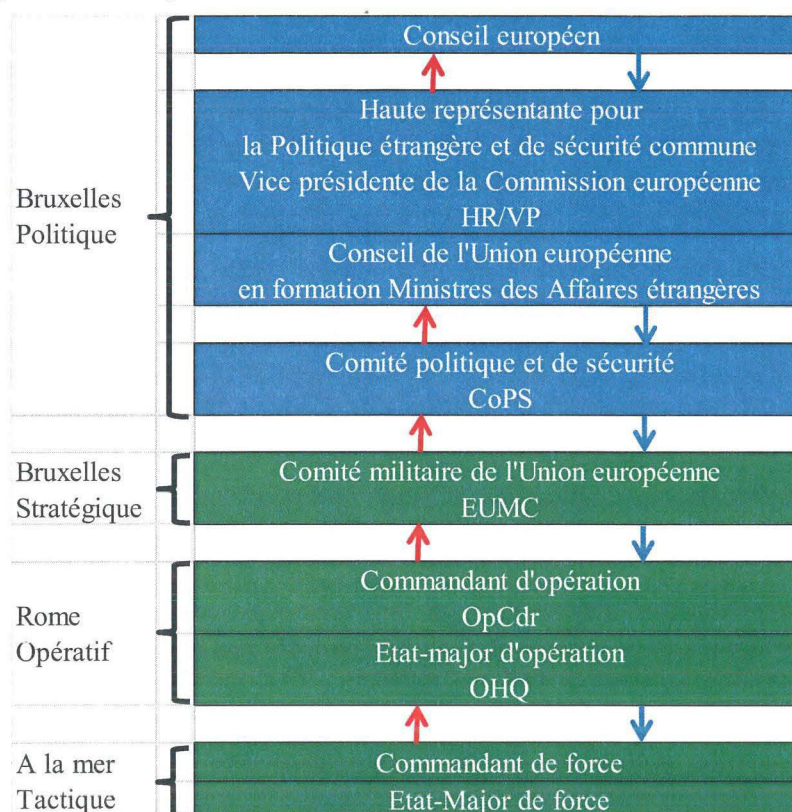 Conseil européen
Bruxelles
Politique
Haute représentante pour
la Politique étrangère et de sécurité commune
Vice présidente de la Commission européenne
HR/VP
Conseil de l'Union européenne
en formation Ministres des Affaires étrangères
Comité politique et de sécurité
CoPS
Bruxelles
Stratégique
Comité militaire de l'Union européenne
EUMC
Rome
Opératif
Commandant d'opération
OpCdr
Etat-major d'opération
OHQ
A la mer
Tactique
Commandant de force
Etat-Major de force